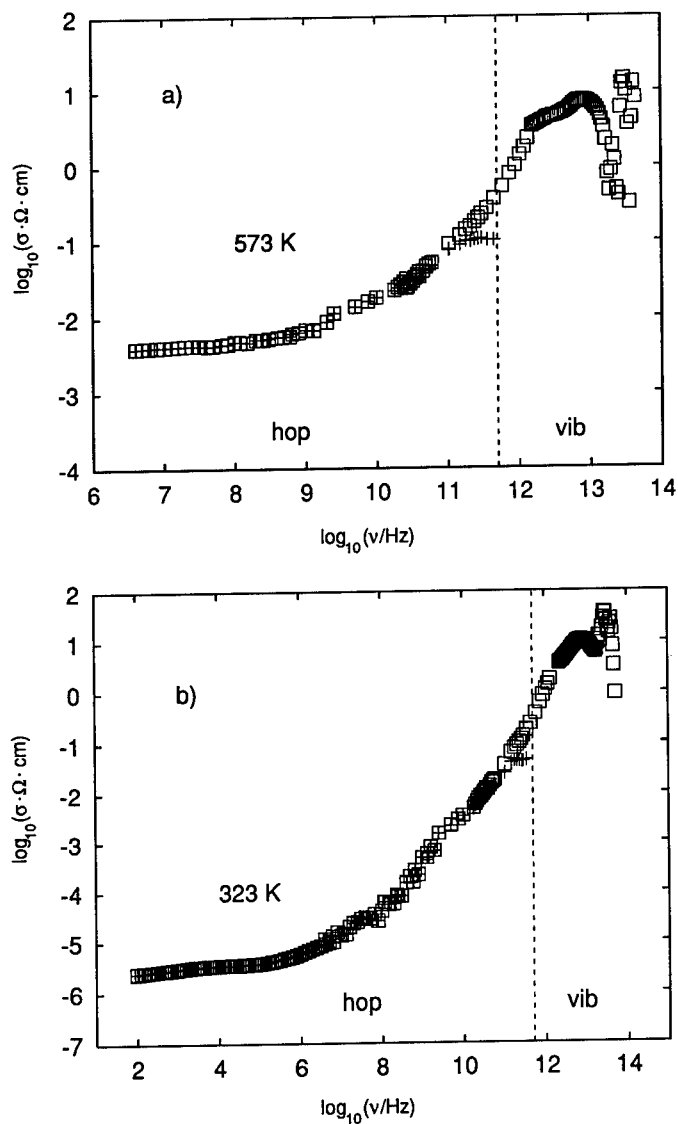 2
1
0
-1
-2
-3
-4
log10(σ·Ω·cm)
a)
573 K
hop
vib
6 7 8 9 10 11 12 13 14
log10(ν/Hz)
2
1
0
-1
-2
-3
-4
-5
-6
-7
log10(σ·Ω·cm)
b)
323 K
hop
vib
2 4 6 8 10 12 14
log10(ν/Hz)